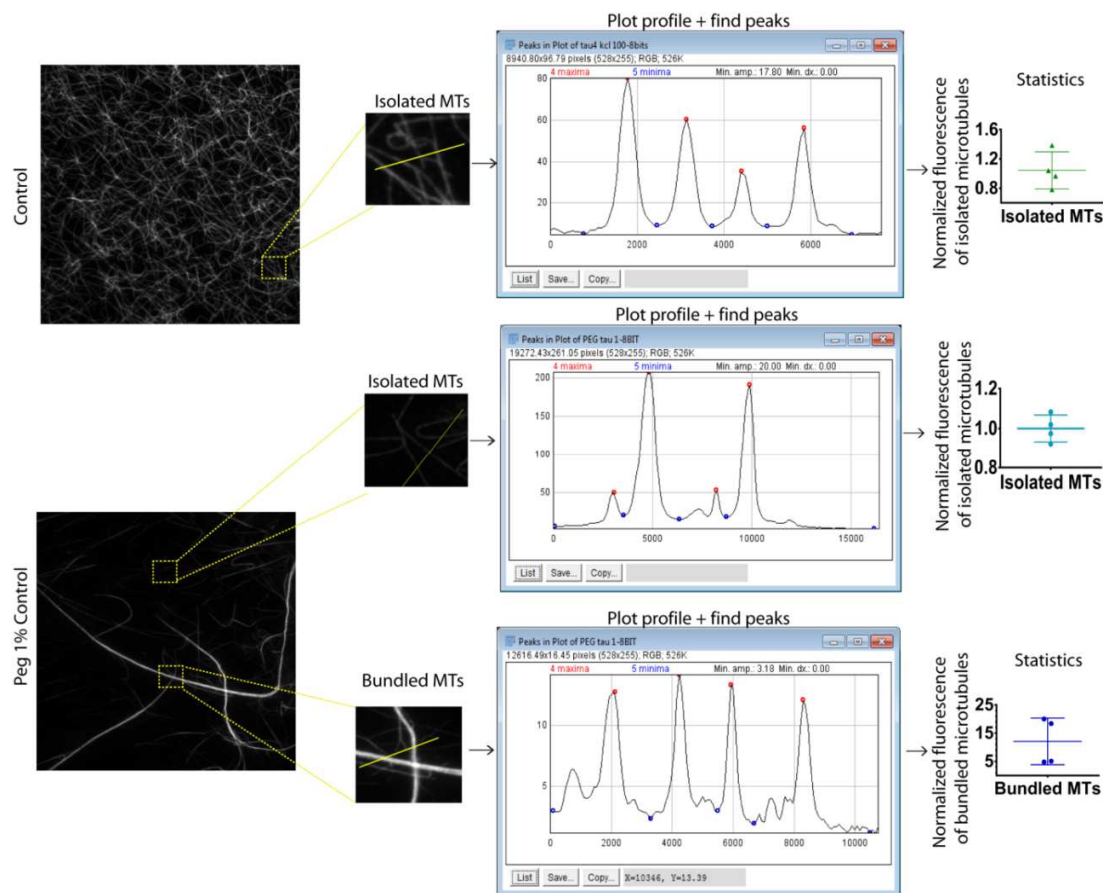 Control
Isolated MTs
Plot profile + find peaks
Peaks in Plot of tau4 kcl 100-8bits
8940.80x96.79 pixels (528x255); RGB; 526K
4 maxima 5 minima Min. amp.: 17.80 Min. dx.: 0.00
80
60
40
20
0 2000 4000 6000
List Save... Copy...
Normalized fluorescence
of isolated microtubules
Statistics
1.6
1.2
0.8
Isolated MTs
Peg 1% Control
Isolated MTs
Plot profile + find peaks
Peaks in Plot of PEG tau 1-8BIT
19272.43x261.05 pixels (528x255); RGB; 526K
4 maxima 5 minima Min. amp.: 20.00 Min. dx.: 0.00
200
150
100
50
0 5000 10000 15000
List Save... Copy...
Normalized fluorescence
of isolated microtubules
1.2
1.0
0.8
Isolated MTs
Bundled MTs
Plot profile + find peaks
Peaks in Plot of PEG tau 1-8BIT
12616.49x16.45 pixels (528x255); RGB; 526K
4 maxima 5 minima Min. amp.: 3.18 Min. dx.: 0.00
10
5
0 2000 4000 6000 8000 10000
List Save... Copy... X=10346, Y=13.39
Normalized fluorescence
of bundled microtubules
Statistics
25
15
5
Bundled MTs